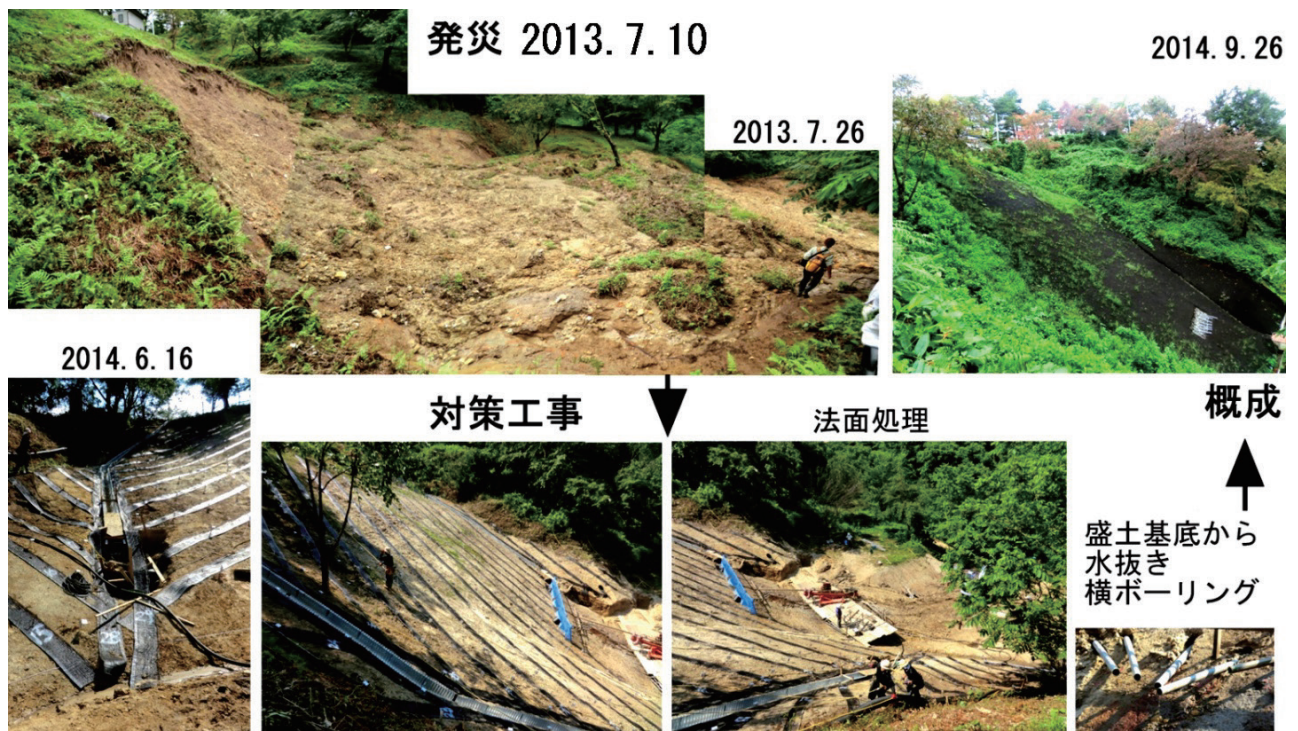 発災 2013.7.10
2014.9.26
2013.7.26
2014.6.16
対策工事
法面処理
概成
盛土基底から
水抜き
横ボーリング